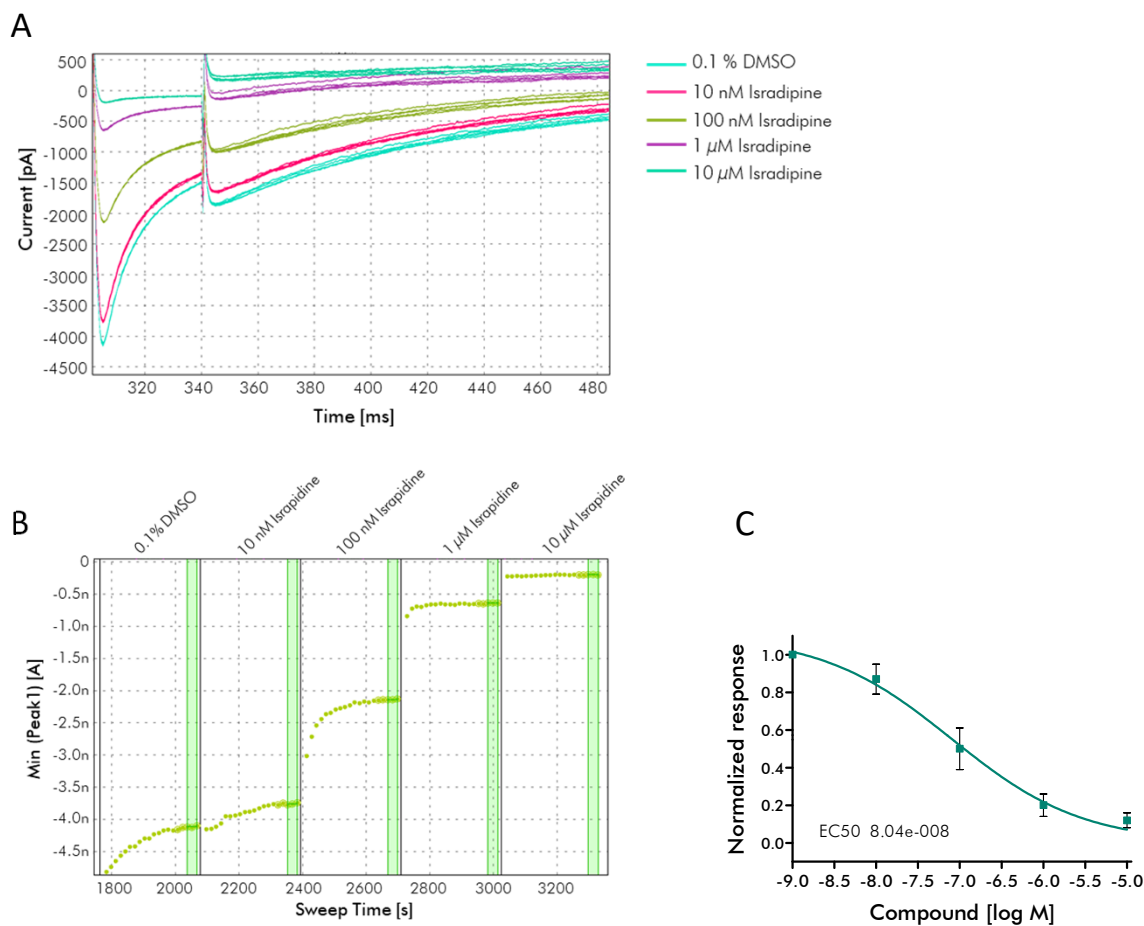 A
500
0
-500
-1000
-1500
-2000
-2500
-3000
-3500
-4000
-4500
Current [pA]
320 340 360 380 400 420 440 460 480
Time [ms]
0.1 % DMSO
10 nM Isradipine
100 nM Isradipine
1 µM Isradipine
10 µM Isradipine
B
0.1% DMSO
10 nM Israpidine
100 nM Israpidine
1 µM Israpidine
10 µM Israpidine
0
-0.5n
-1.0n
-1.5n
-2.0n
-2.5n
-3.0n
-3.5n
-4.0n
-4.5n
Min (Peak1) [A]
1800 2000 2200 2400 2600 2800 3000 3200
Sweep Time [s]
C
1.0
0.8
0.6
0.4
0.2
0.0
Normalized response
EC50 8.04e-008
-9.0 -8.5 -8.0 -7.5 -7.0 -6.5 -6.0 -5.5 -5.0
Compound [log M]